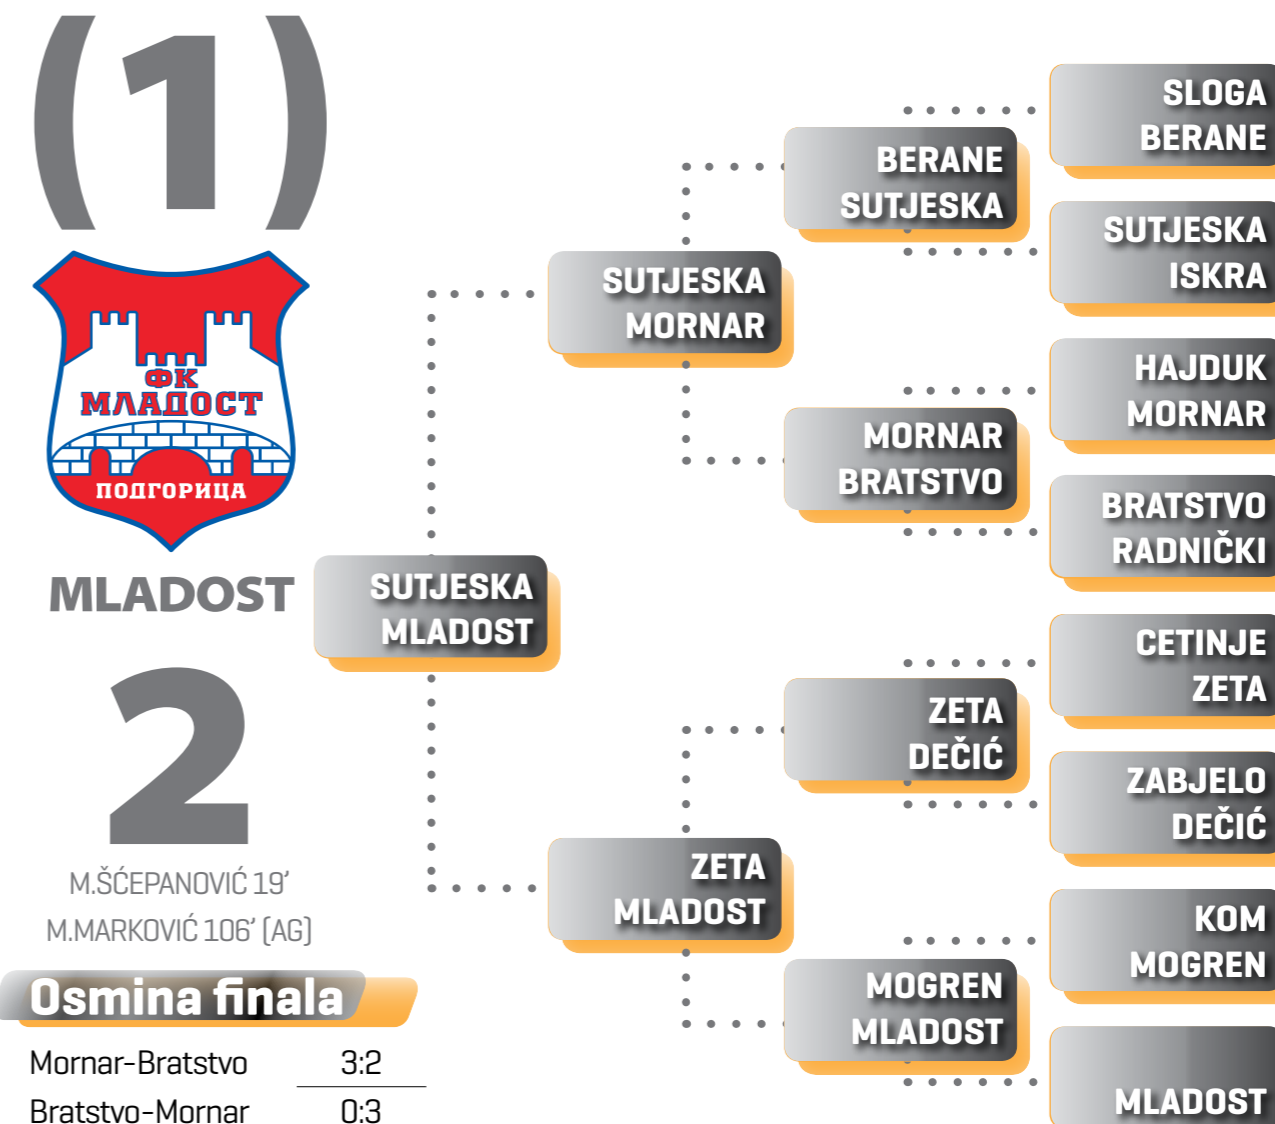 (1)
ФК
МЛАДОСТ
ПОДГОРИЦА
MLADOST
2
M.ŠĆEPANOVIĆ 19’
M.MARKOVIĆ 106’ (AG)
Osmina finala
Mornar-Bratstvo 3:2
Bratstvo-Mornar 0:3
SUTJESKA
MLADOST
SUTJESKA
MORNAR
ZETA
MLADOST
BERANE
SUTJESKA
MORNAR
BRATSTVO
ZETA
DEČIĆ
MOGREN
MLADOST
SLOGA
BERANE
SUTJESKA
ISKRA
HAJDUK
MORNAR
BRATSTVO
RADNIČKI
CETINJE
ZETA
ZABJELO
DEČIĆ
KOM
MOGREN
MLADOST